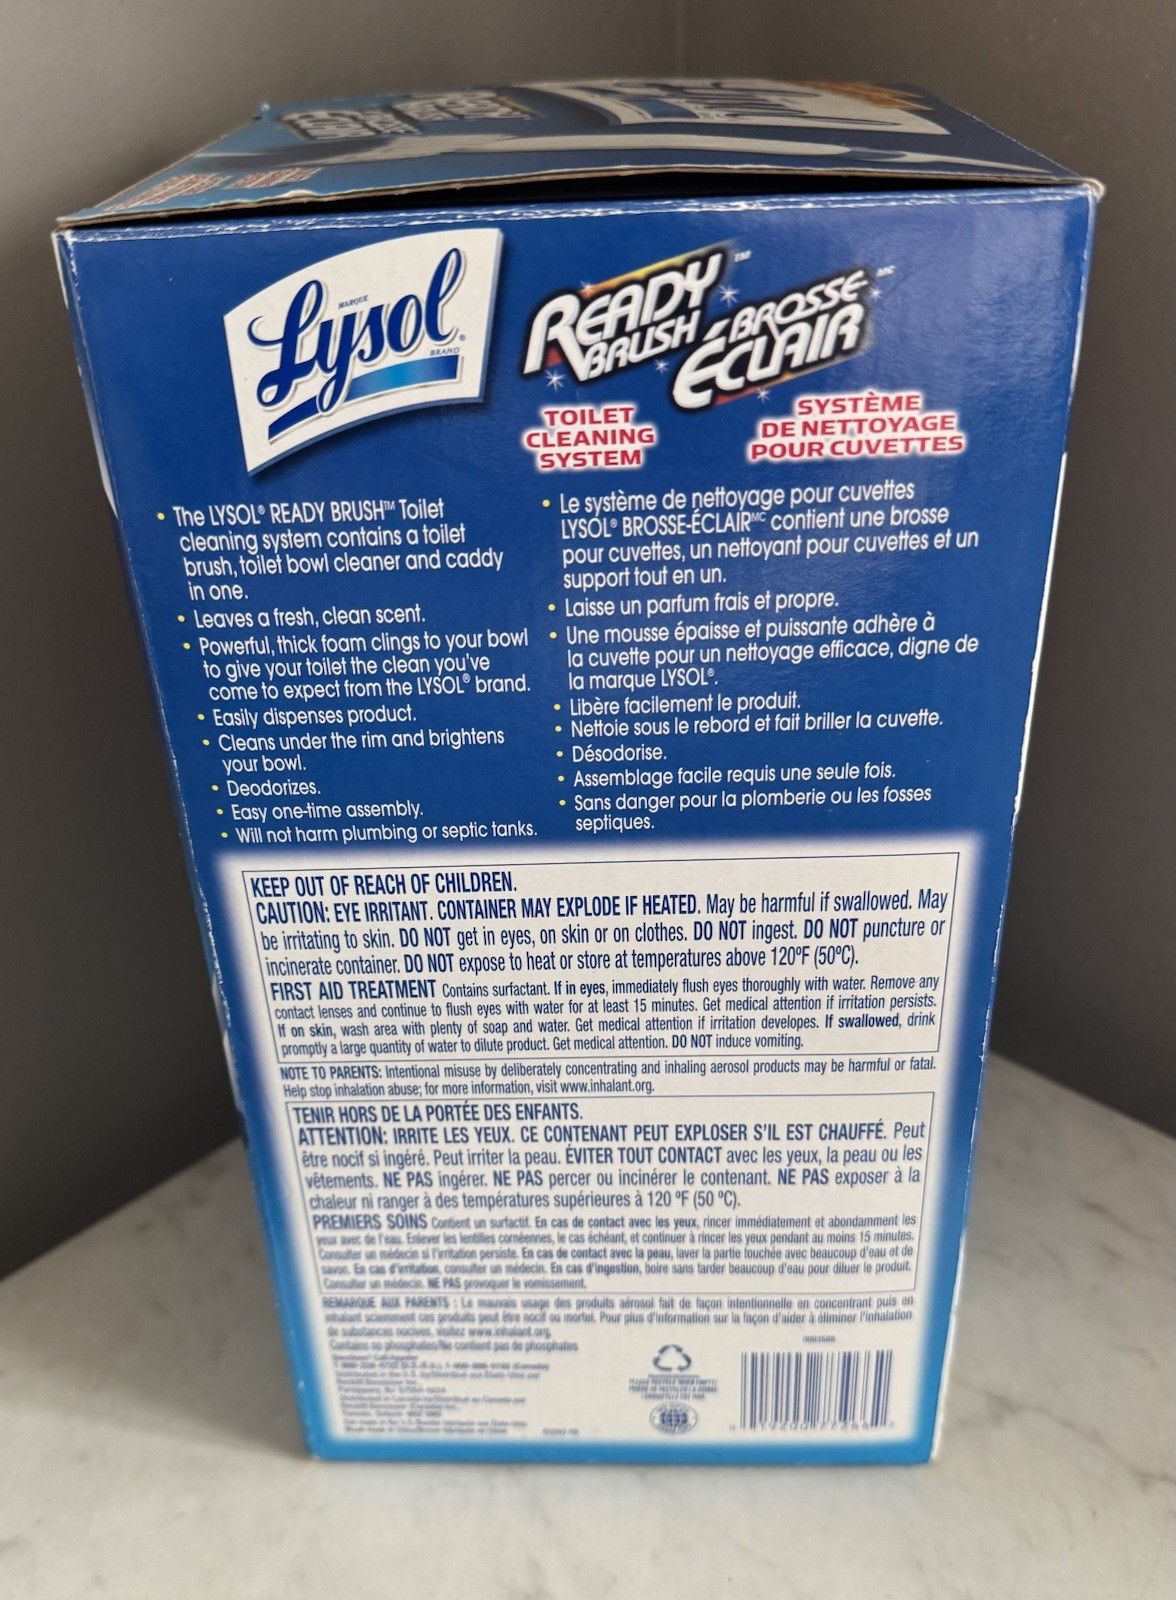 MARQUE
Lysol®
BRAND
READY™
BRUSH
BROSSE MC
ÉCLAIR
TOILET
CLEANING
SYSTEM
SYSTÈME
DE NETTOYAGE
POUR CUVETTES
• The LYSOL® READY BRUSH™ Toilet
cleaning system contains a toilet
brush, toilet bowl cleaner and caddy
in one.
• Leaves a fresh, clean scent.
• Powerful, thick foam clings to your bowl
to give your toilet the clean you've
come to expect from the LYSOL® brand.
• Easily dispenses product.
• Cleans under the rim and brightens
your bowl.
• Deodorizes.
• Easy one-time assembly.
• Will not harm plumbing or septic tanks.
• Le système de nettoyage pour cuvettes
LYSOL® BROSSE-ÉCLAIR MC contient une brosse
pour cuvettes, un nettoyant pour cuvettes et un
support tout en un.
• Laisse un parfum frais et propre.
• Une mousse épaisse et puissante adhère à
la cuvette pour un nettoyage efficace, digne de
la marque LYSOL®.
• Libère facilement le produit.
• Nettoie sous le rebord et fait briller la cuvette.
• Désodorise.
• Assemblage facile requis une seule fois.
• Sans danger pour la plomberie ou les fosses
septiques.
KEEP OUT OF REACH OF CHILDREN.
CAUTION: EYE IRRITANT. CONTAINER MAY EXPLODE IF HEATED. May be harmful if swallowed. May
be irritating to skin. DO NOT get in eyes, on skin or on clothes. DO NOT ingest. DO NOT puncture or
incinerate container. DO NOT expose to heat or store at temperatures above 120°F (50°C).
FIRST AID TREATMENT Contains surfactant. If in eyes, immediately flush eyes thoroughly with water. Remove any
contact lenses and continue to flush eyes with water for at least 15 minutes. Get medical attention if irritation persists.
If on skin, wash area with plenty of soap and water. Get medical attention if irritation develops. If swallowed, drink
promptly a large quantity of water to dilute product. Get medical attention. DO NOT induce vomiting.
NOTE TO PARENTS: Intentional misuse by deliberately concentrating and inhaling aerosol products may be harmful or fatal.
Help stop inhalation abuse; for more information, visit www.inhalant.org.
TENIR HORS DE LA PORTÉE DES ENFANTS.
ATTENTION: IRRITE LES YEUX. CE CONTENANT PEUT EXPLOSER S'IL EST CHAUFFÉ. Peut
être nocif si ingéré. Peut irriter la peau. ÉVITER TOUT CONTACT avec les yeux, la peau ou les
vêtements. NE PAS ingérer. NE PAS percer ou incinérer le contenant. NE PAS exposer à la
chaleur ni ranger à des températures supérieures à 120 °F (50 °C).
PREMIERS SOINS Contient un surfactif. En cas de contact avec les yeux, rincer immédiatement et abondamment les
yeux avec de l'eau. Enlever les lentilles cornéennes, le cas échéant, et continuer à rincer les yeux pendant au moins 15 minutes.
Consulter un médecin si l'irritation persiste. En cas de contact avec la peau, laver la partie touchée avec beaucoup d'eau et de
savon. En cas d'irritation, consulter un médecin. En cas d'ingestion, boire sans tarder beaucoup d'eau pour diluer le produit.
Consulter un médecin. NE PAS provoquer le vomissement.
REMARQUE AUX PARENTS : Le mauvais usage des produits aérosol fait de façon intentionnelle en concentrant puis en
inhalant sciemment ces produits peut être nocif ou mortel. Pour plus d'information sur la façon d'aider à éliminer l'inhalation
de substances nocives, visitez www.inhalant.org.
Contains no phosphates/Ne contient pas de phosphates